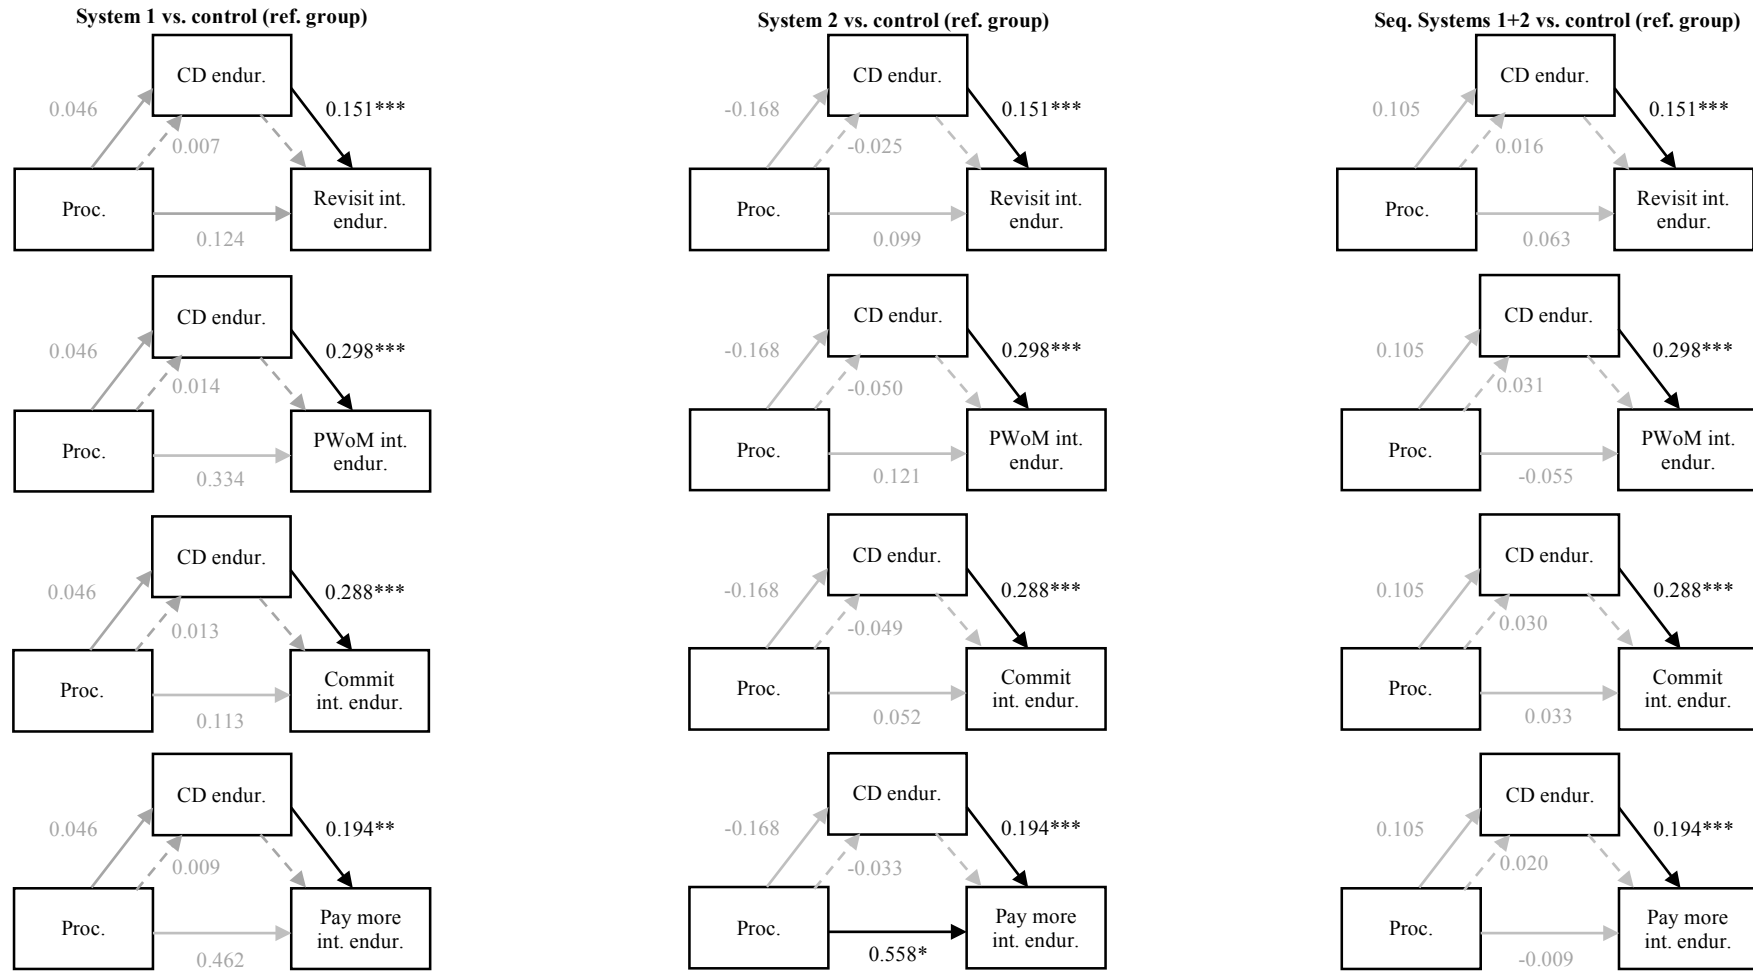 System 1 vs. control (ref. group)
CD endur.
0.046
0.151***
0.007
Proc.
Revisit int.
endur.
0.124
CD endur.
0.046
0.298***
0.014
Proc.
PWoM int.
endur.
0.334
CD endur.
0.046
0.288***
0.013
Proc.
Commit
int. endur.
0.113
CD endur.
0.046
0.194**
0.009
Proc.
Pay more
int. endur.
0.462
System 2 vs. control (ref. group)
CD endur.
-0.168
0.151***
-0.025
Proc.
Revisit int.
endur.
0.099
CD endur.
-0.168
0.298***
-0.050
Proc.
PWoM int.
endur.
0.121
CD endur.
-0.168
0.288***
-0.049
Proc.
Commit
int. endur.
0.052
CD endur.
-0.168
0.194***
-0.033
Proc.
Pay more
int. endur.
0.558*
Seq. Systems 1+2 vs. control (ref. group)
CD endur.
0.105
0.151***
0.016
Proc.
Revisit int.
endur.
0.063
CD endur.
0.105
0.298***
0.031
Proc.
PWoM int.
endur.
-0.055
CD endur.
0.105
0.288***
0.030
Proc.
Commit
int. endur.
0.033
CD endur.
0.105
0.194***
0.020
Proc.
Pay more
int. endur.
-0.009